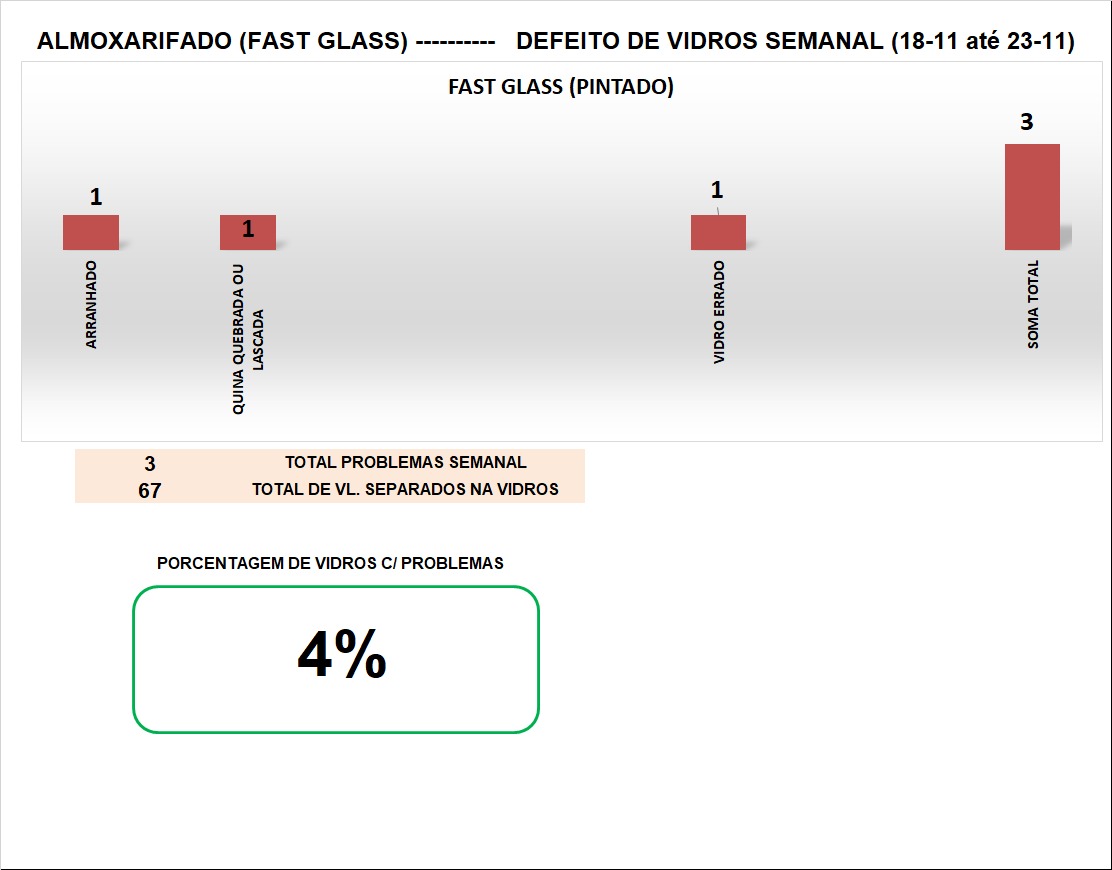 ALMOXARIFADO (FAST GLASS) ---------- DEFEITO DE VIDROS SEMANAL (18-11 até 23-11)
FAST GLASS (PINTADO)
3
1
1
1
ARRANHADO
QUINA QUEBRADA OU
LASCADA
VIDRO ERRADO
SOMA TOTAL
3 TOTAL PROBLEMAS SEMANAL
67 TOTAL DE VL. SEPARADOS NA VIDROS
PORCENTAGEM DE VIDROS C/ PROBLEMAS
4%